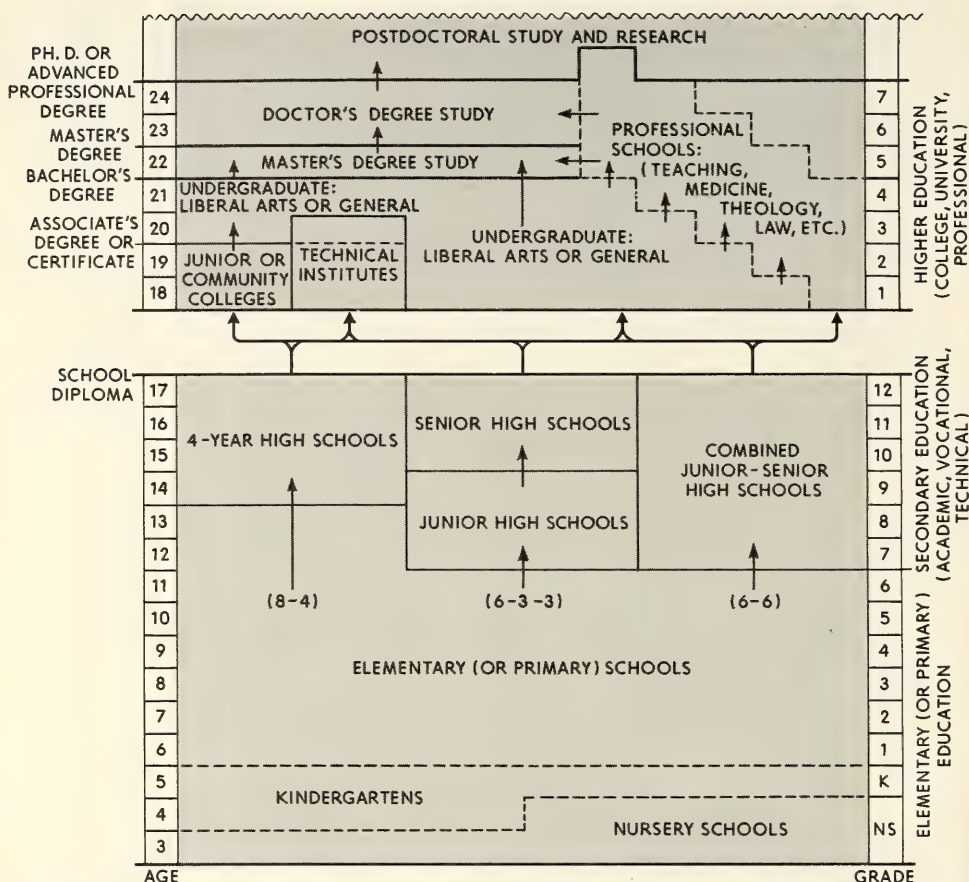 POSTDOCTORAL STUDY AND RESEARCH
PH. D. OR
ADVANCED
PROFESSIONAL
DEGREE
MASTER'S
DEGREE
BACHELOR'S
DEGREE
ASSOCIATE'S
DEGREE OR
CERTIFICATE
24
23
22
21
20
19
18
DOCTOR'S DEGREE STUDY
MASTER'S DEGREE STUDY
UNDERGRADUATE:
LIBERAL ARTS OR GENERAL
JUNIOR OR
COMMUNITY
COLLEGES
TECHNICAL
INSTITUTES
UNDERGRADUATE:
LIBERAL ARTS OR GENERAL
PROFESSIONAL
SCHOOLS:
(TEACHING,
MEDICINE,
THEOLOGY,
LAW, ETC.)
7
6
5
4
3
2
1
HIGHER EDUCATION
(COLLEGE, UNIVERSITY,
PROFESSIONAL)
SCHOOL
DIPLOMA
17
16
15
14
13
12
11
10
9
8
7
6
5
4
3
AGE
4-YEAR HIGH SCHOOLS
SENIOR HIGH SCHOOLS
JUNIOR HIGH SCHOOLS
COMBINED
JUNIOR-SENIOR
HIGH SCHOOLS
(8-4)
(6-3-3)
(6-6)
ELEMENTARY (OR PRIMARY) SCHOOLS
KINDERGARTENS
NURSERY SCHOOLS
12
11
10
9
8
7
6
5
4
3
2
1
K
NS
GRADE
SECONDARY EDUCATION
(ACADEMIC, VOCATIONAL,
TECHNICAL)
ELEMENTARY (OR PRIMARY)
EDUCATION